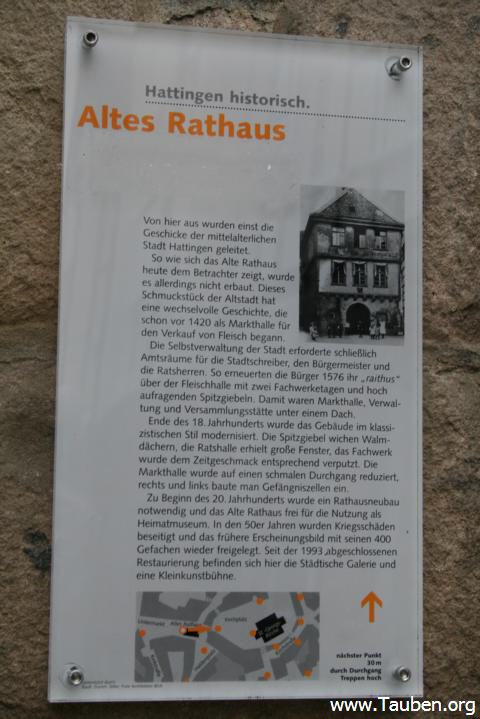 Hattingen historisch.
Altes Rathaus
Von hier aus wurden einst die
Geschicke der mittelalterlichen
Stadt Hattingen geleitet.
So wie sich das Alte Rathaus
heute dem Betrachter zeigt, wurde
es allerdings nicht erbaut. Dieses
Schmuckstück der Altstadt hat
eine wechselvolle Geschichte, die
schon vor 1420 als Markthalle für
den Verkauf von Fleisch begann.
Die Selbstverwaltung der Stadt erforderte schließlich
Amtsräume für die Stadtschreiber, den Bürgermeister und
die Ratsherren. So erneuerten die Bürger 1576 ihr „raithus"
über der Fleischhalle mit zwei Fachwerketagen und hoch
aufragenden Spitzgiebeln. Damit waren Markthalle, Verwal-
tung und Versammlungsstätte unter einem Dach.
Ende des 18. Jahrhunderts wurde das Gebäude im klassi-
zistischen Stil modernisiert. Die Spitzgiebel wichen Walm-
dächern, die Ratshalle erhielt große Fenster, das Fachwerk
wurde dem Zeitgeschmack entsprechend verputzt. Die
Markthalle wurde auf einen schmalen Durchgang reduziert,
rechts und links baute man Gefängniszellen ein.
Zu Beginn des 20. Jahrhunderts wurde ein Rathausneubau
notwendig und das Alte Rathaus frei für die Nutzung als
Heimatmuseum. In den 50er Jahren wurden Kriegsschäden
beseitigt und das frühere Erscheinungsbild mit seinen 400
Gefachen wieder freigelegt. Seit der 1993 abgeschlossenen
Restaurierung befinden sich hier die Städtische Galerie und
eine Kleinkunstbühne.
Untermarkt
Altes Rathaus
Kirchplatz
St. Georgs-
Kirche
nächster Punkt
30 m
durch Durchgang
Treppen hoch
www.Tauben.org